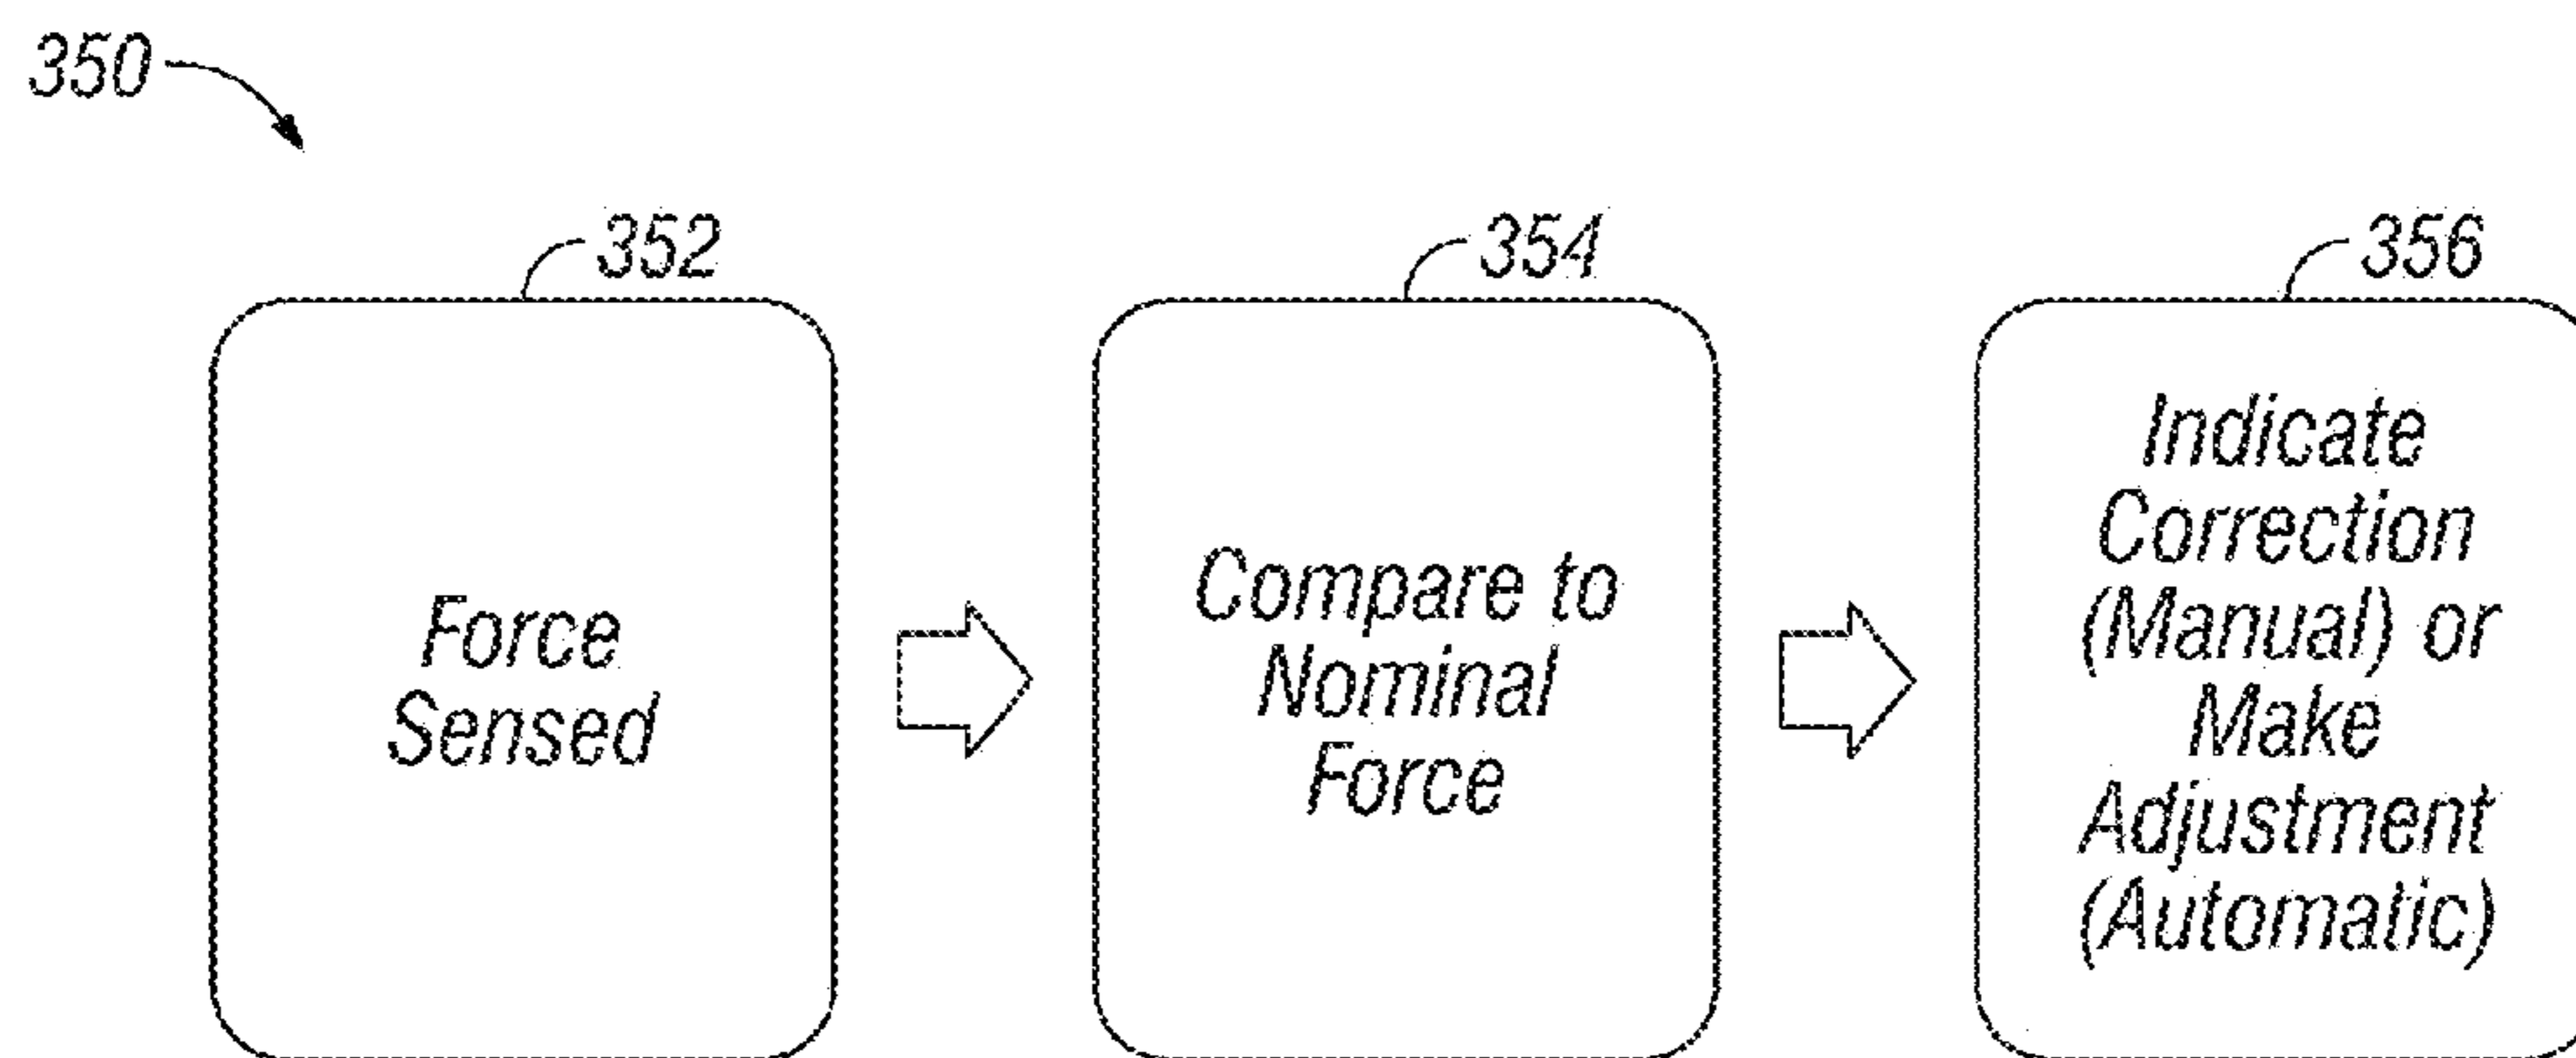 350
352
354
356
Force
Sensed
Compare to
Nominal
Force
Indicate
Correction
(Manual) or
Make
Adjustment
(Automatic)